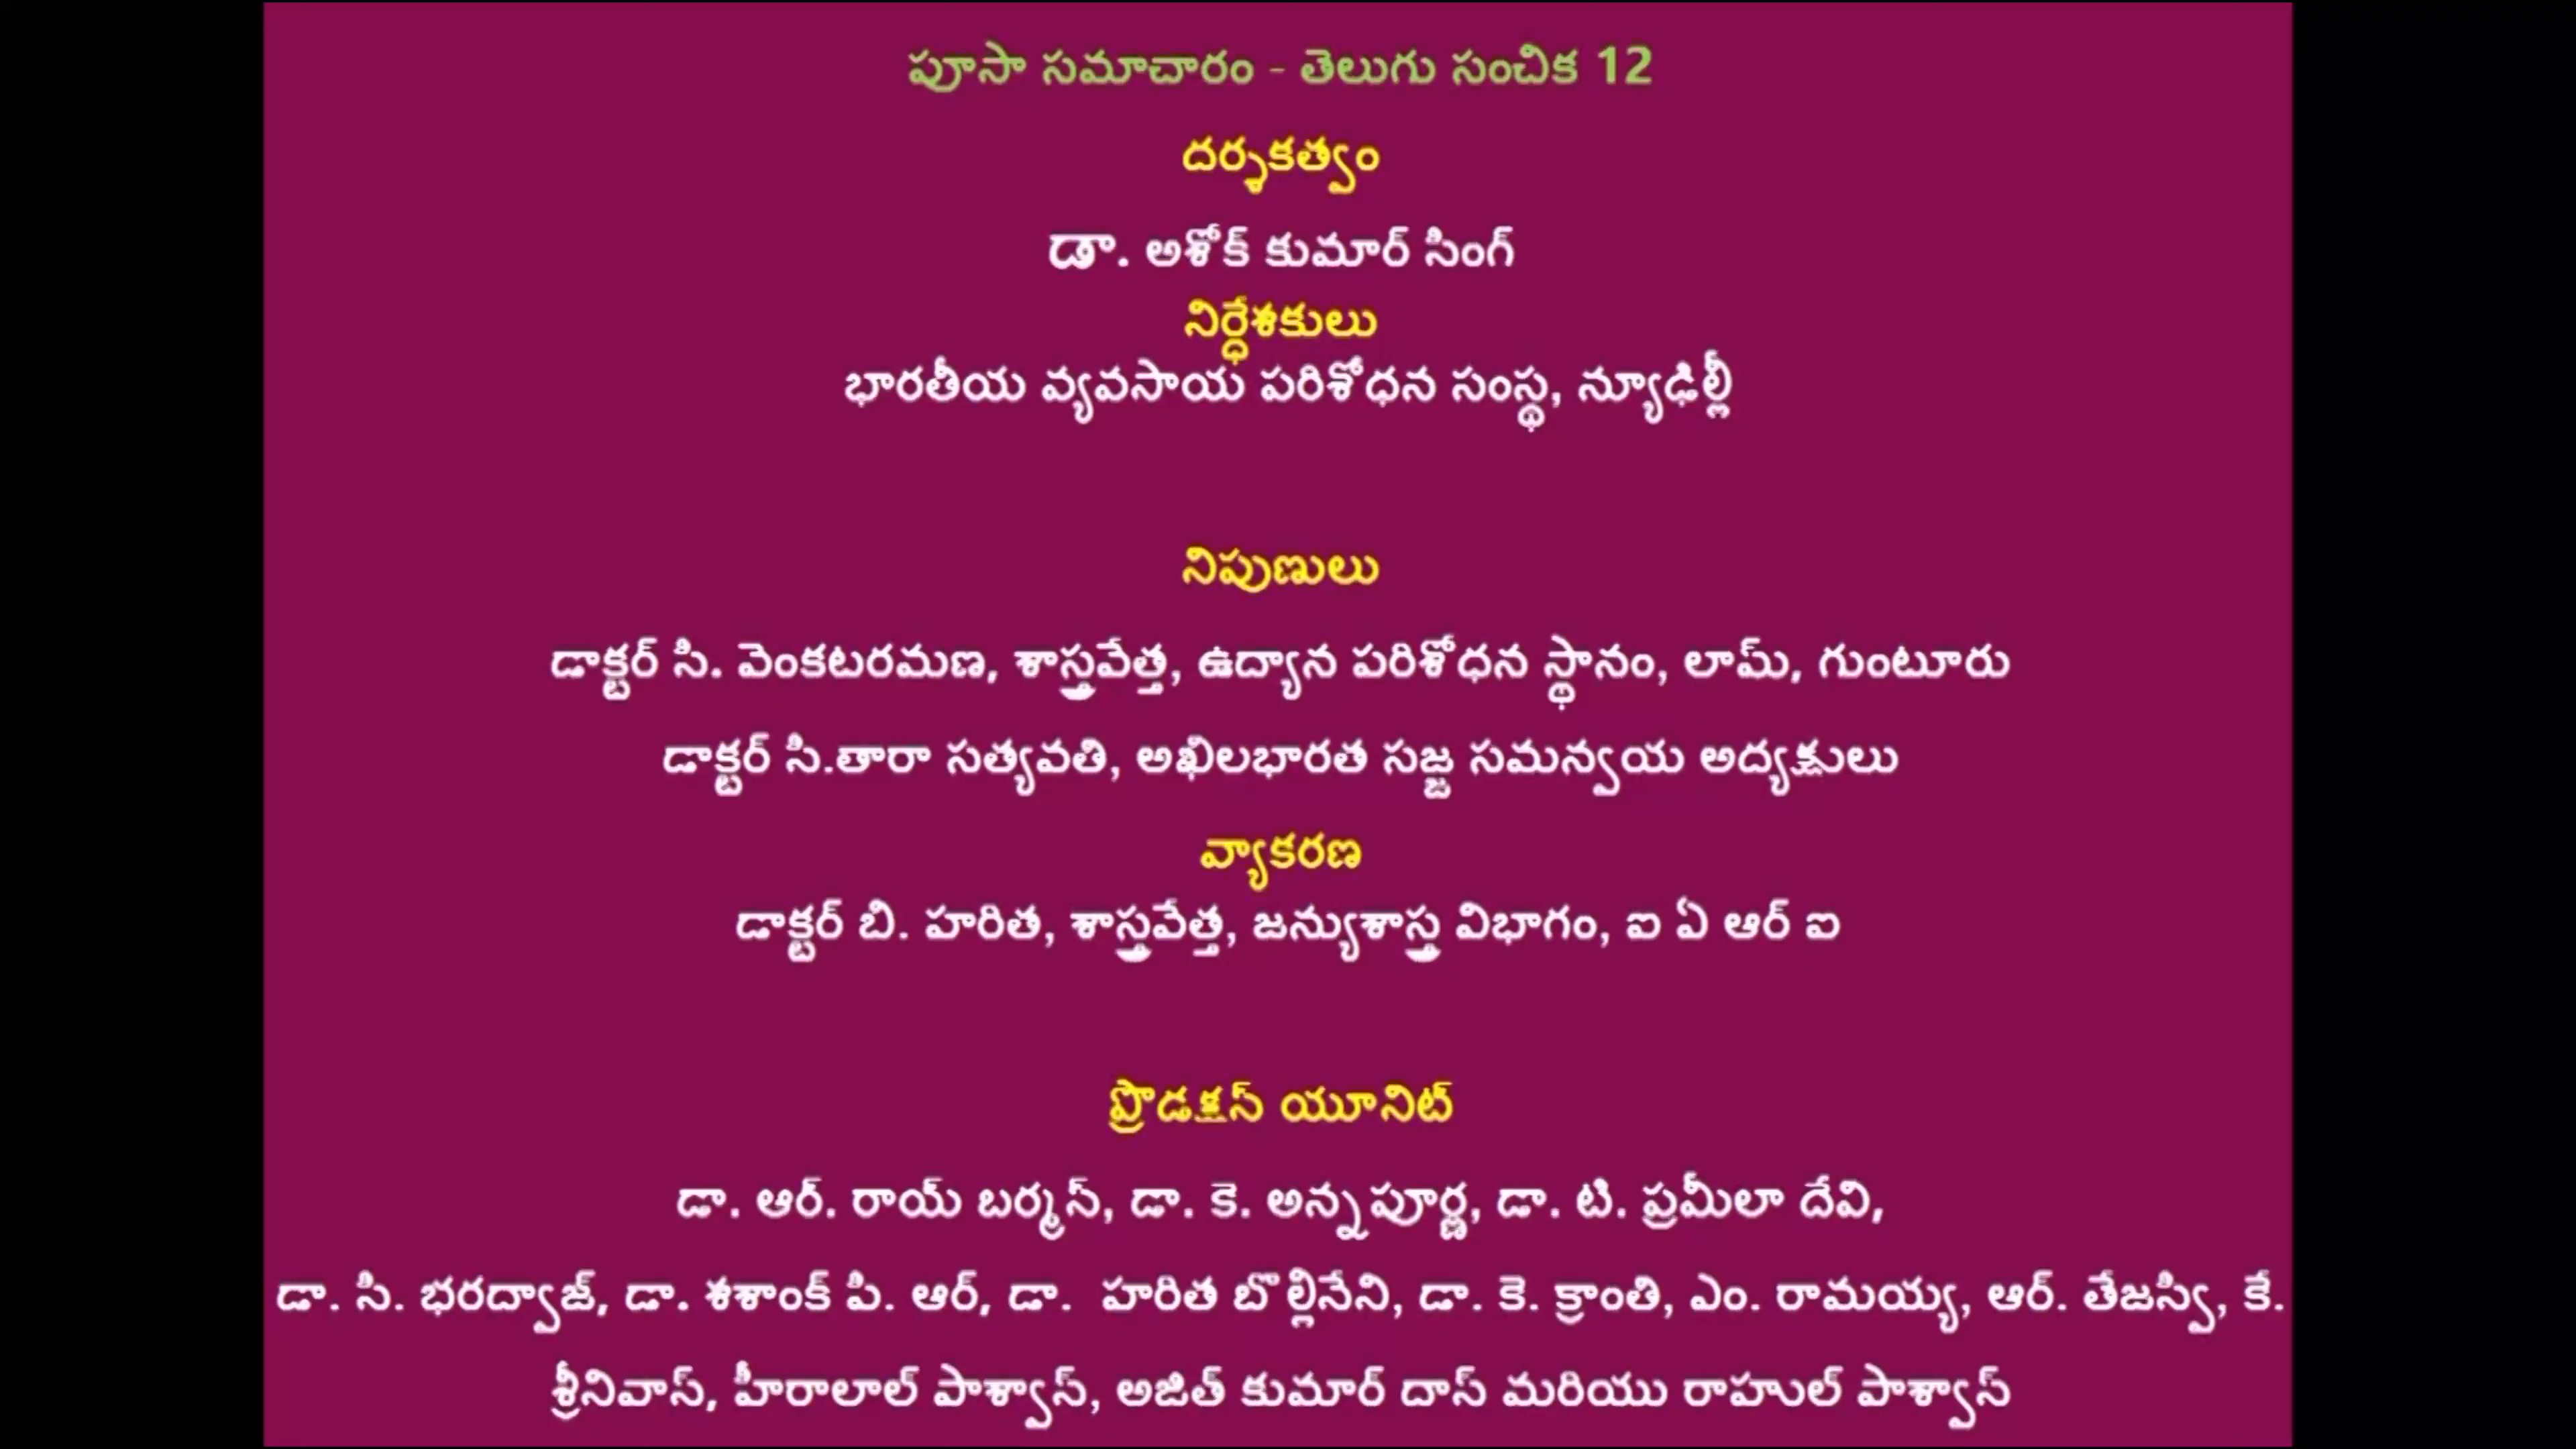 పూసా సమాచారం - తెలుగు సంచిక 12
దర్శకత్వం
డా. అశోక్ కుమార్ సింగ్
నిర్ధేశకులు
భారతీయ వ్యవసాయ పరిశోధన సంస్థ, న్యూఢిల్లీ
నిపుణులు
డాక్టర్ సి. వెంకటరమణ, శాస్త్రవేత్త, ఉద్యాన పరిశోధన స్థానం, లామ్, గుంటూరు
డాక్టర్ సి.తారా సత్యవతి, అఖిలభారత సజ్జ సమన్వయ అద్యక్షులు
వ్యాకరణ
డాక్టర్ బి. హరిత, శాస్త్రవేత్త, జన్యుశాస్త్ర విభాగం, ఐ ఏ ఆర్ ఐ
ప్రొడక్షన్ యూనిట్
డా. ఆర్. రాయ్ బర్మన్, డా. కె. అన్నపూర్ణ, డా. టి. ప్రమీలా దేవి,
డా. సి. భరద్వాజ్, డా. శశాంక్ పి. ఆర్, డా. హరిత బొల్లినేని, డా. కె. క్రాంతి, ఎం. రామయ్య, ఆర్. తేజస్వి, కే.
శ్రీనివాస్, హీరాలాల్ పాశ్వాన్, అజిత్ కుమార్ దాస్ మరియు రాహుల్ పాశ్వాన్